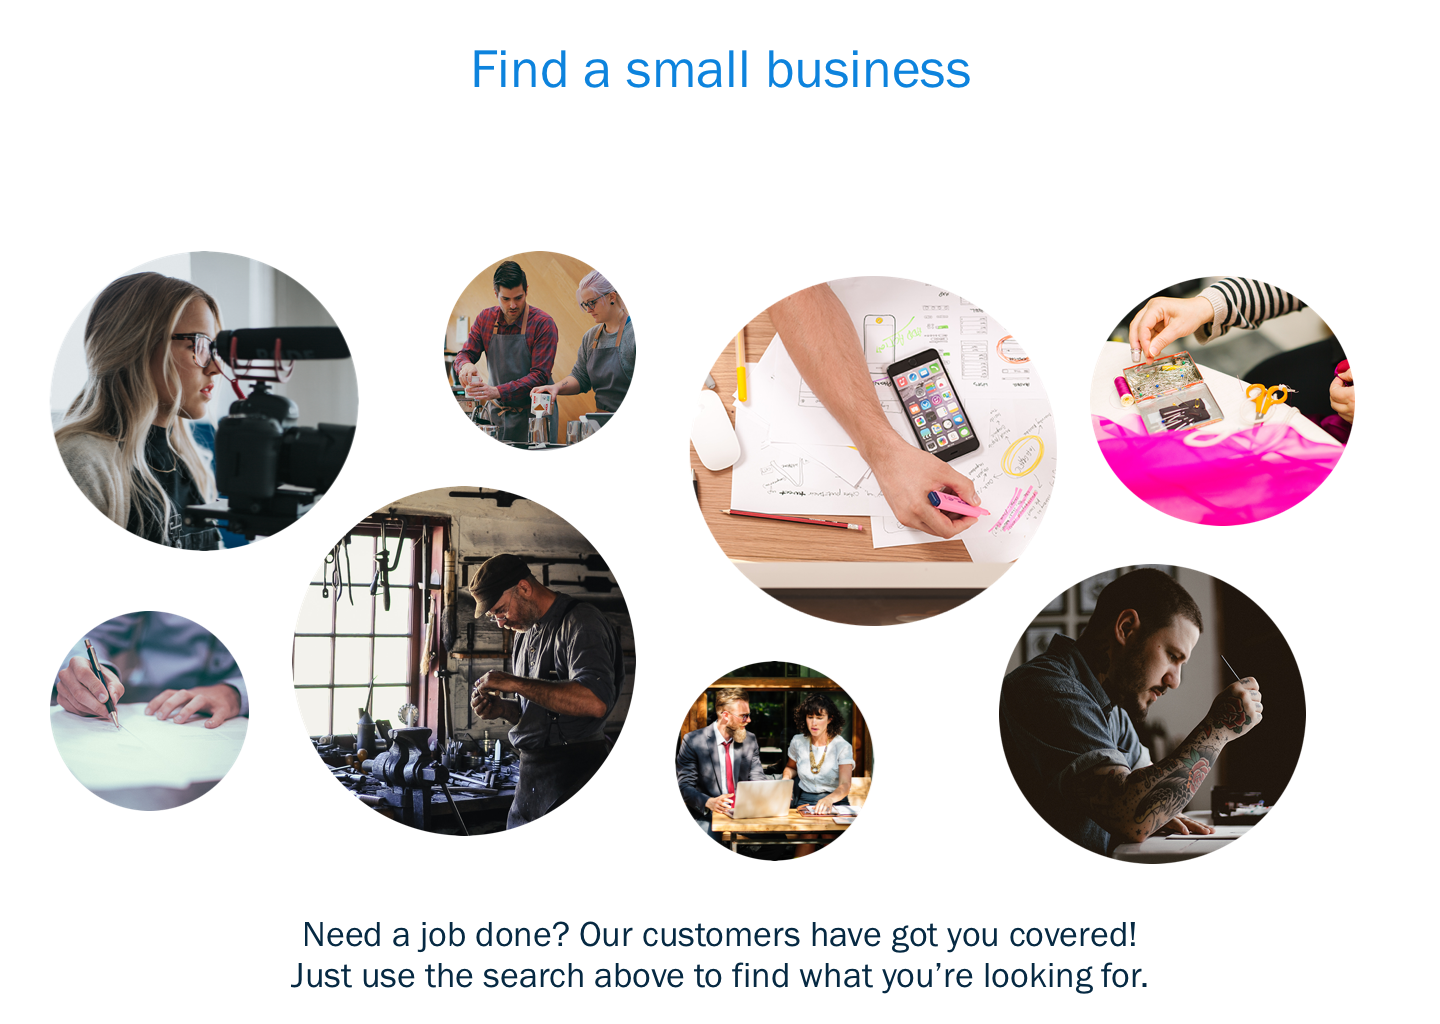 Find a small business
RODE
Need a job done? Our customers have got you covered!
Just use the search above to find what you’re looking for.